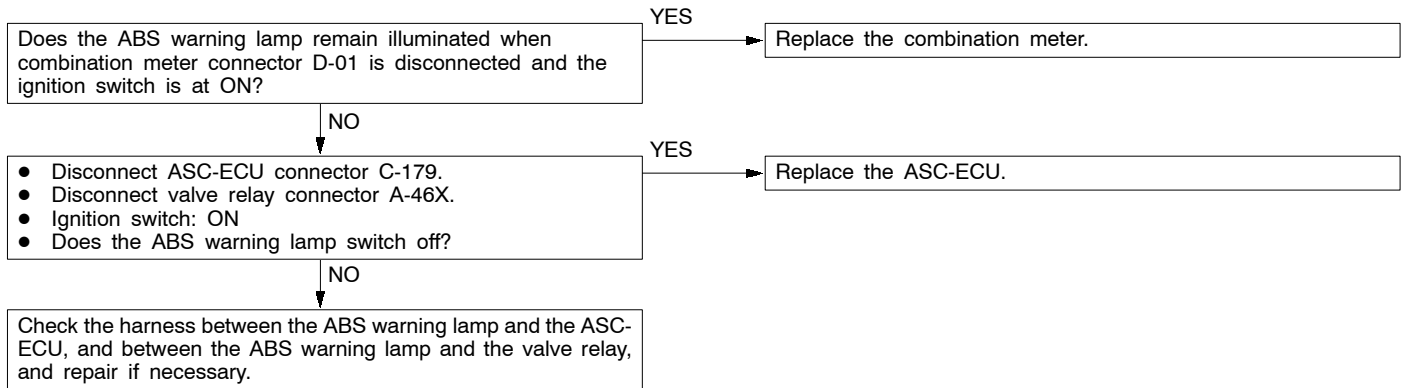 Does the ABS warning lamp remain illuminated when
combination meter connector D-01 is disconnected and the
ignition switch is at ON?
YES
Replace the combination meter.
NO
● Disconnect ASC-ECU connector C-179.
● Disconnect valve relay connector A-46X.
● Ignition switch: ON
● Does the ABS warning lamp switch off?
YES
Replace the ASC-ECU.
NO
Check the harness between the ABS warning lamp and the ASC-
ECU, and between the ABS warning lamp and the valve relay,
and repair if necessary.